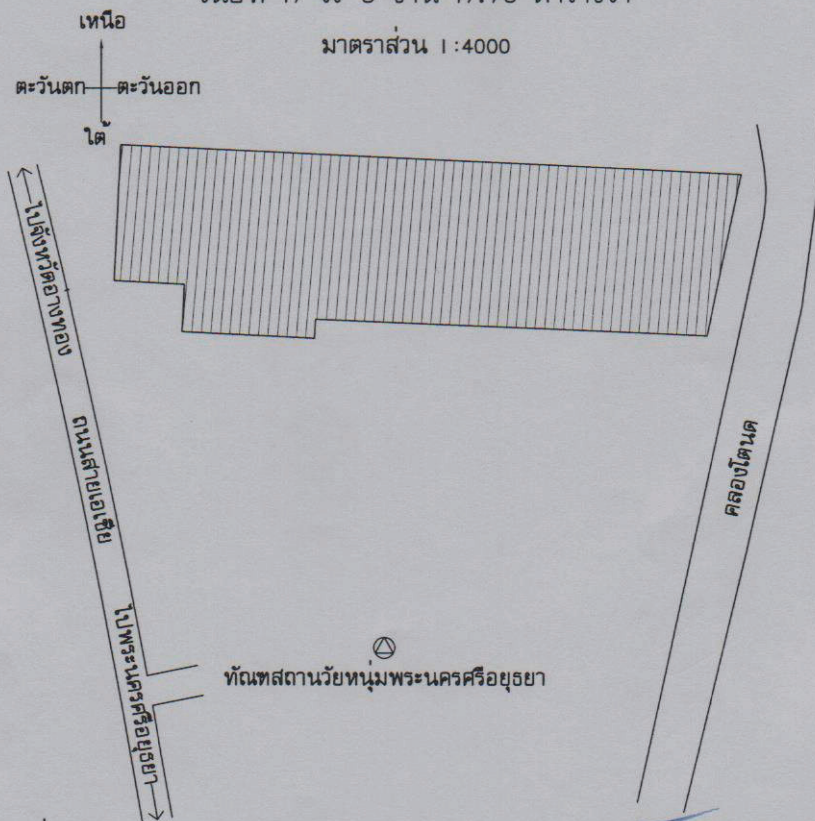 เหนือ
มาตราส่วน 1:4000
ตะวันตก ตะวันออก
ใต้
ไปจังหวัดอ่างทอง
ถนนสายเอเซีย
ไปพระนครศรีอยุธยา
คลองโตนด
ทัณฑสถานวัยหนุ่มพระนครศรีอยุธยา